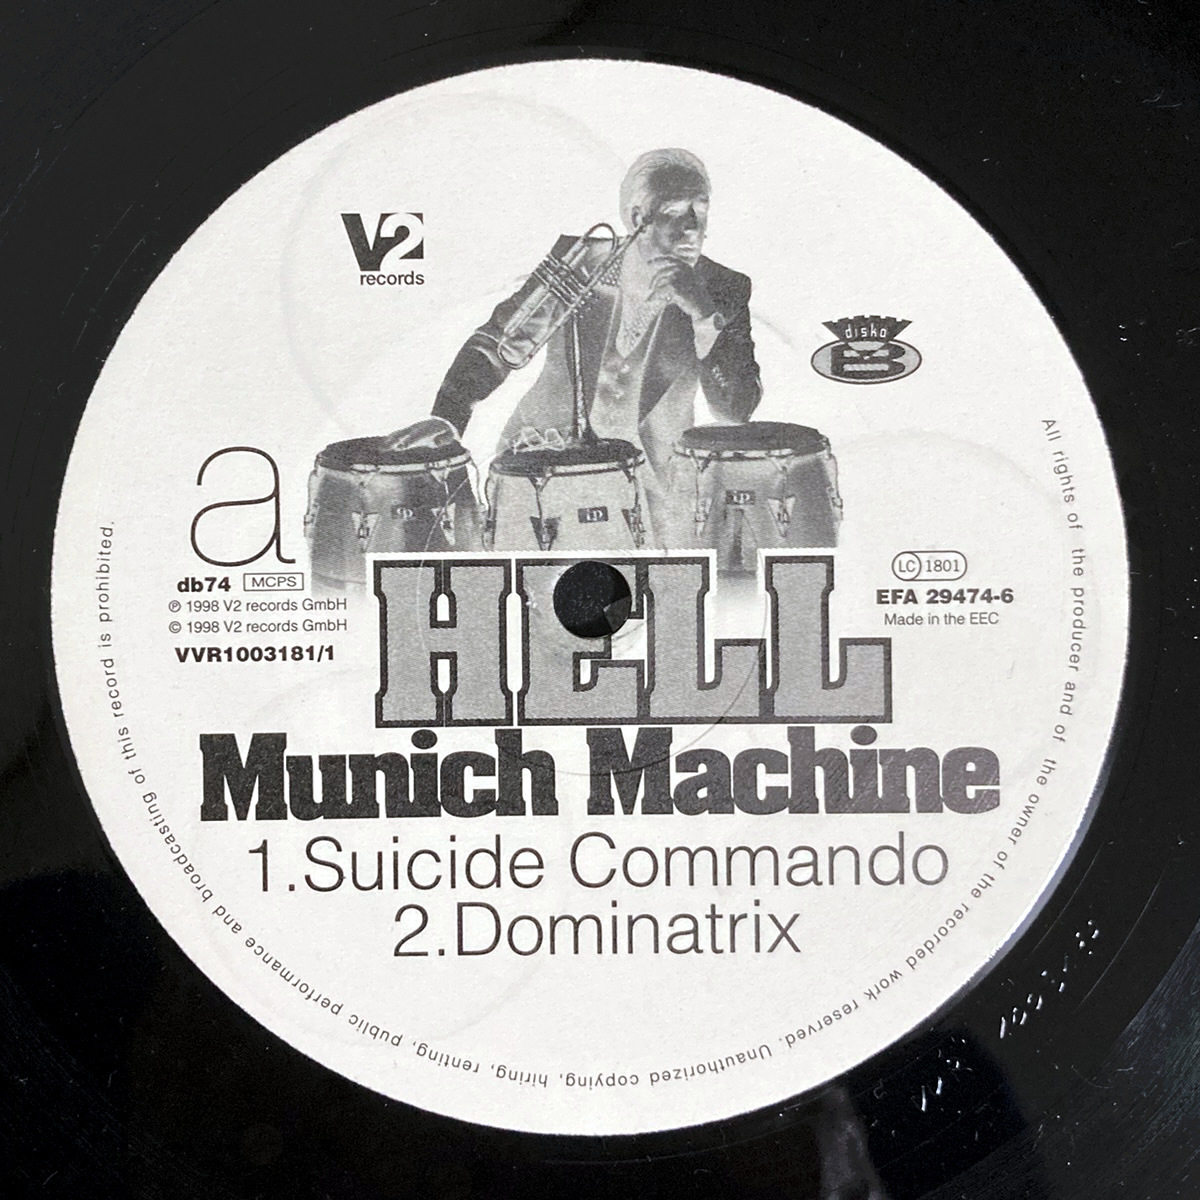 V2
records
disko
B
a
db74 MCPS
℗ 1998 V2 records GmbH
© 1998 V2 records GmbH
VVR1003181/1
LC 1801
EFA 29474-6
Made in the EEC
HELL
Munich Machine
1.Suicide Commando
2.Dominatrix
All rights of the producer and of the owner of the recorded work reserved. Unauthorized copying, hiring, renting, public performance and broadcasting of this record is prohibited.